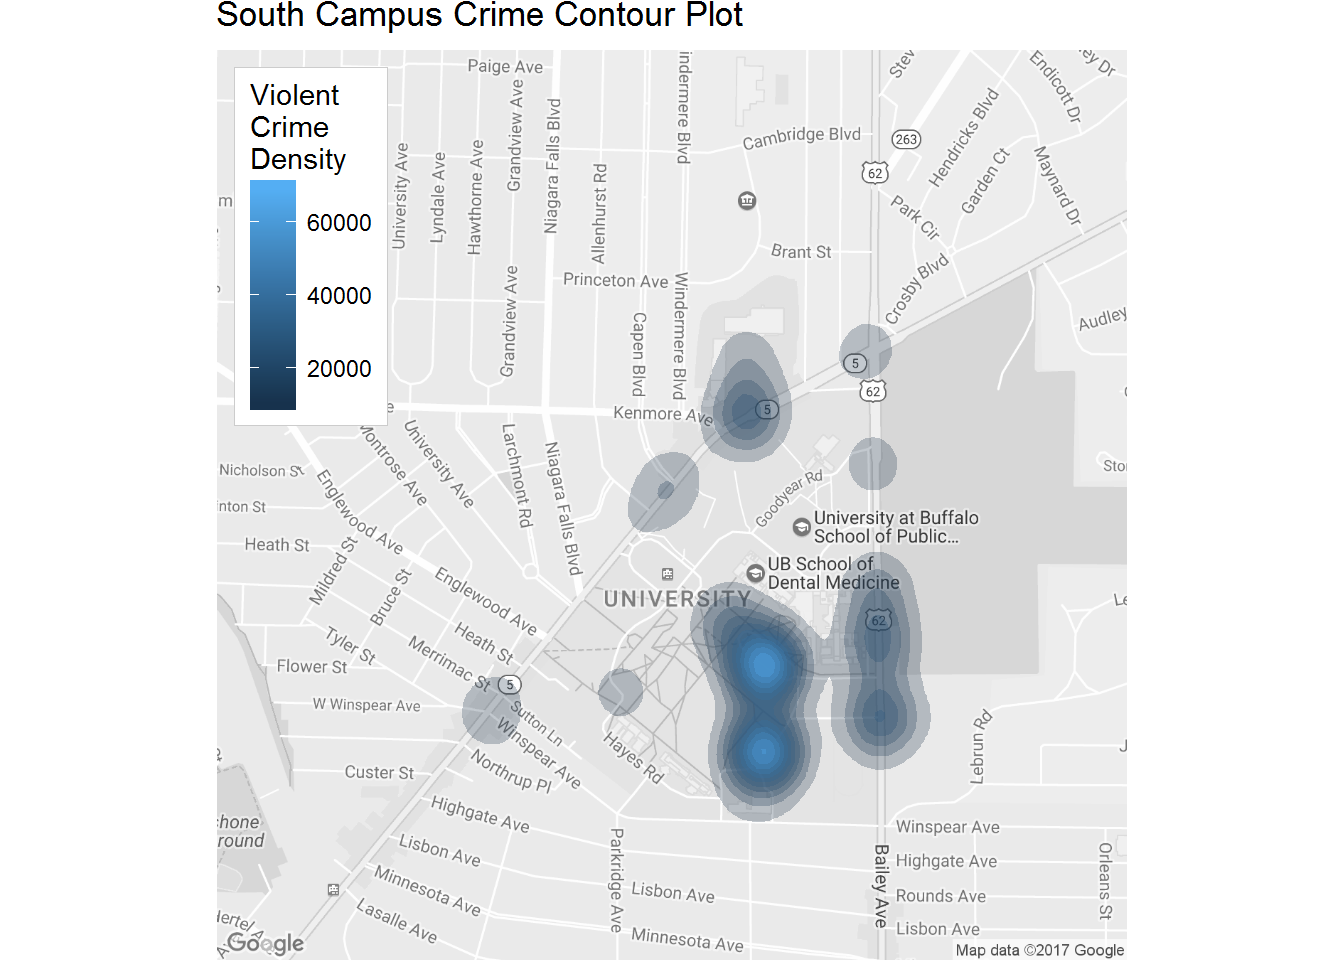 South Campus Crime Contour Plot
Violent
Crime
Density
60000
40000
20000
Paige Ave
University Ave
Lyndale Ave
Hawthorne Ave
Grandview Ave
Grandview Ave
Niagara Falls Blvd
Allenhurst Rd
Princeton Ave
Capen Blvd
Windermere Blvd
indermere Blvd
Cambridge Blvd
Brant St
263
62
Park Cir
Hendricks Blvd
Garden Ct
Endicott Dr
ey Dr
Maynard Dr
Stev
Crosby Blvd
Audley
5
62
Kenmore Ave
5
Nicholson St
inton St
Heath St
Montrose Ave
University Ave
Larchmont Rd
Niagara Falls Blvd
Englewood Ave
Mildred St
Bruce St
Englewood Ave
Heath St
Goodyear Rd
University at Buffalo
School of Public...
UB School of
Dental Medicine
UNIVERSITY
62
Tyler St
Merrimac St
Flower St
W Winspear Ave
5
Sutton Ln
Winspear Ave
Northrup Pl
Hayes Rd
Custer St
Highgate Ave
Lisbon Ave
Minnesota Ave
Lasalle Ave
Parkridge Ave
Lisbon Ave
Minnesota Ave
Lebrun Rd
Winspear Ave
Highgate Ave
Rounds Ave
Lisbon Ave
Bailey Ave
Orleans St
chone
round
Hertel A
Google
Map data ©2017 Google